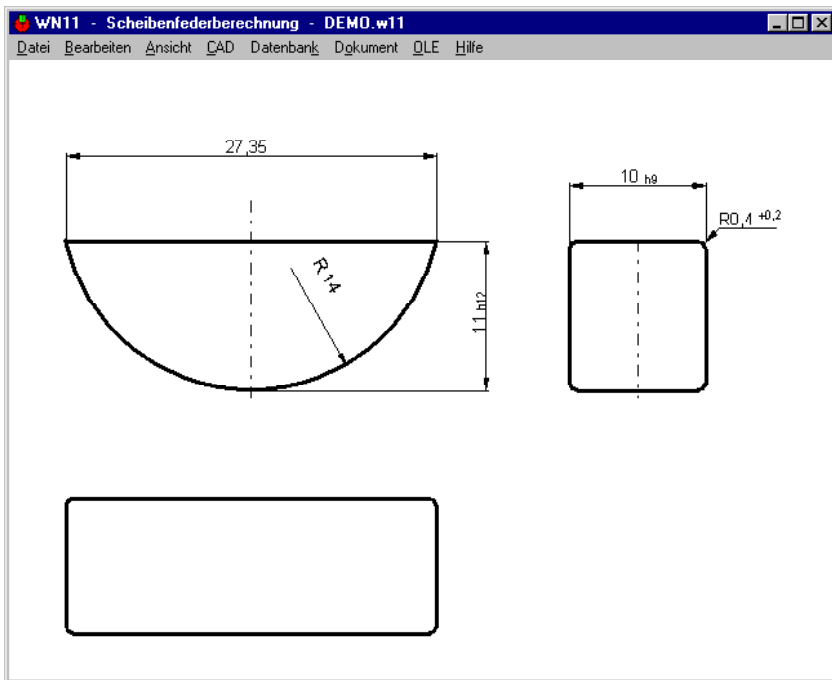 WN11 - Scheibenfederberechnung - DEMO.w11
Datei Bearbeiten Ansicht CAD Datenbank Dokument OLE Hilfe
27,35
10 h9
R0,4 +0,2
R14
11 h12